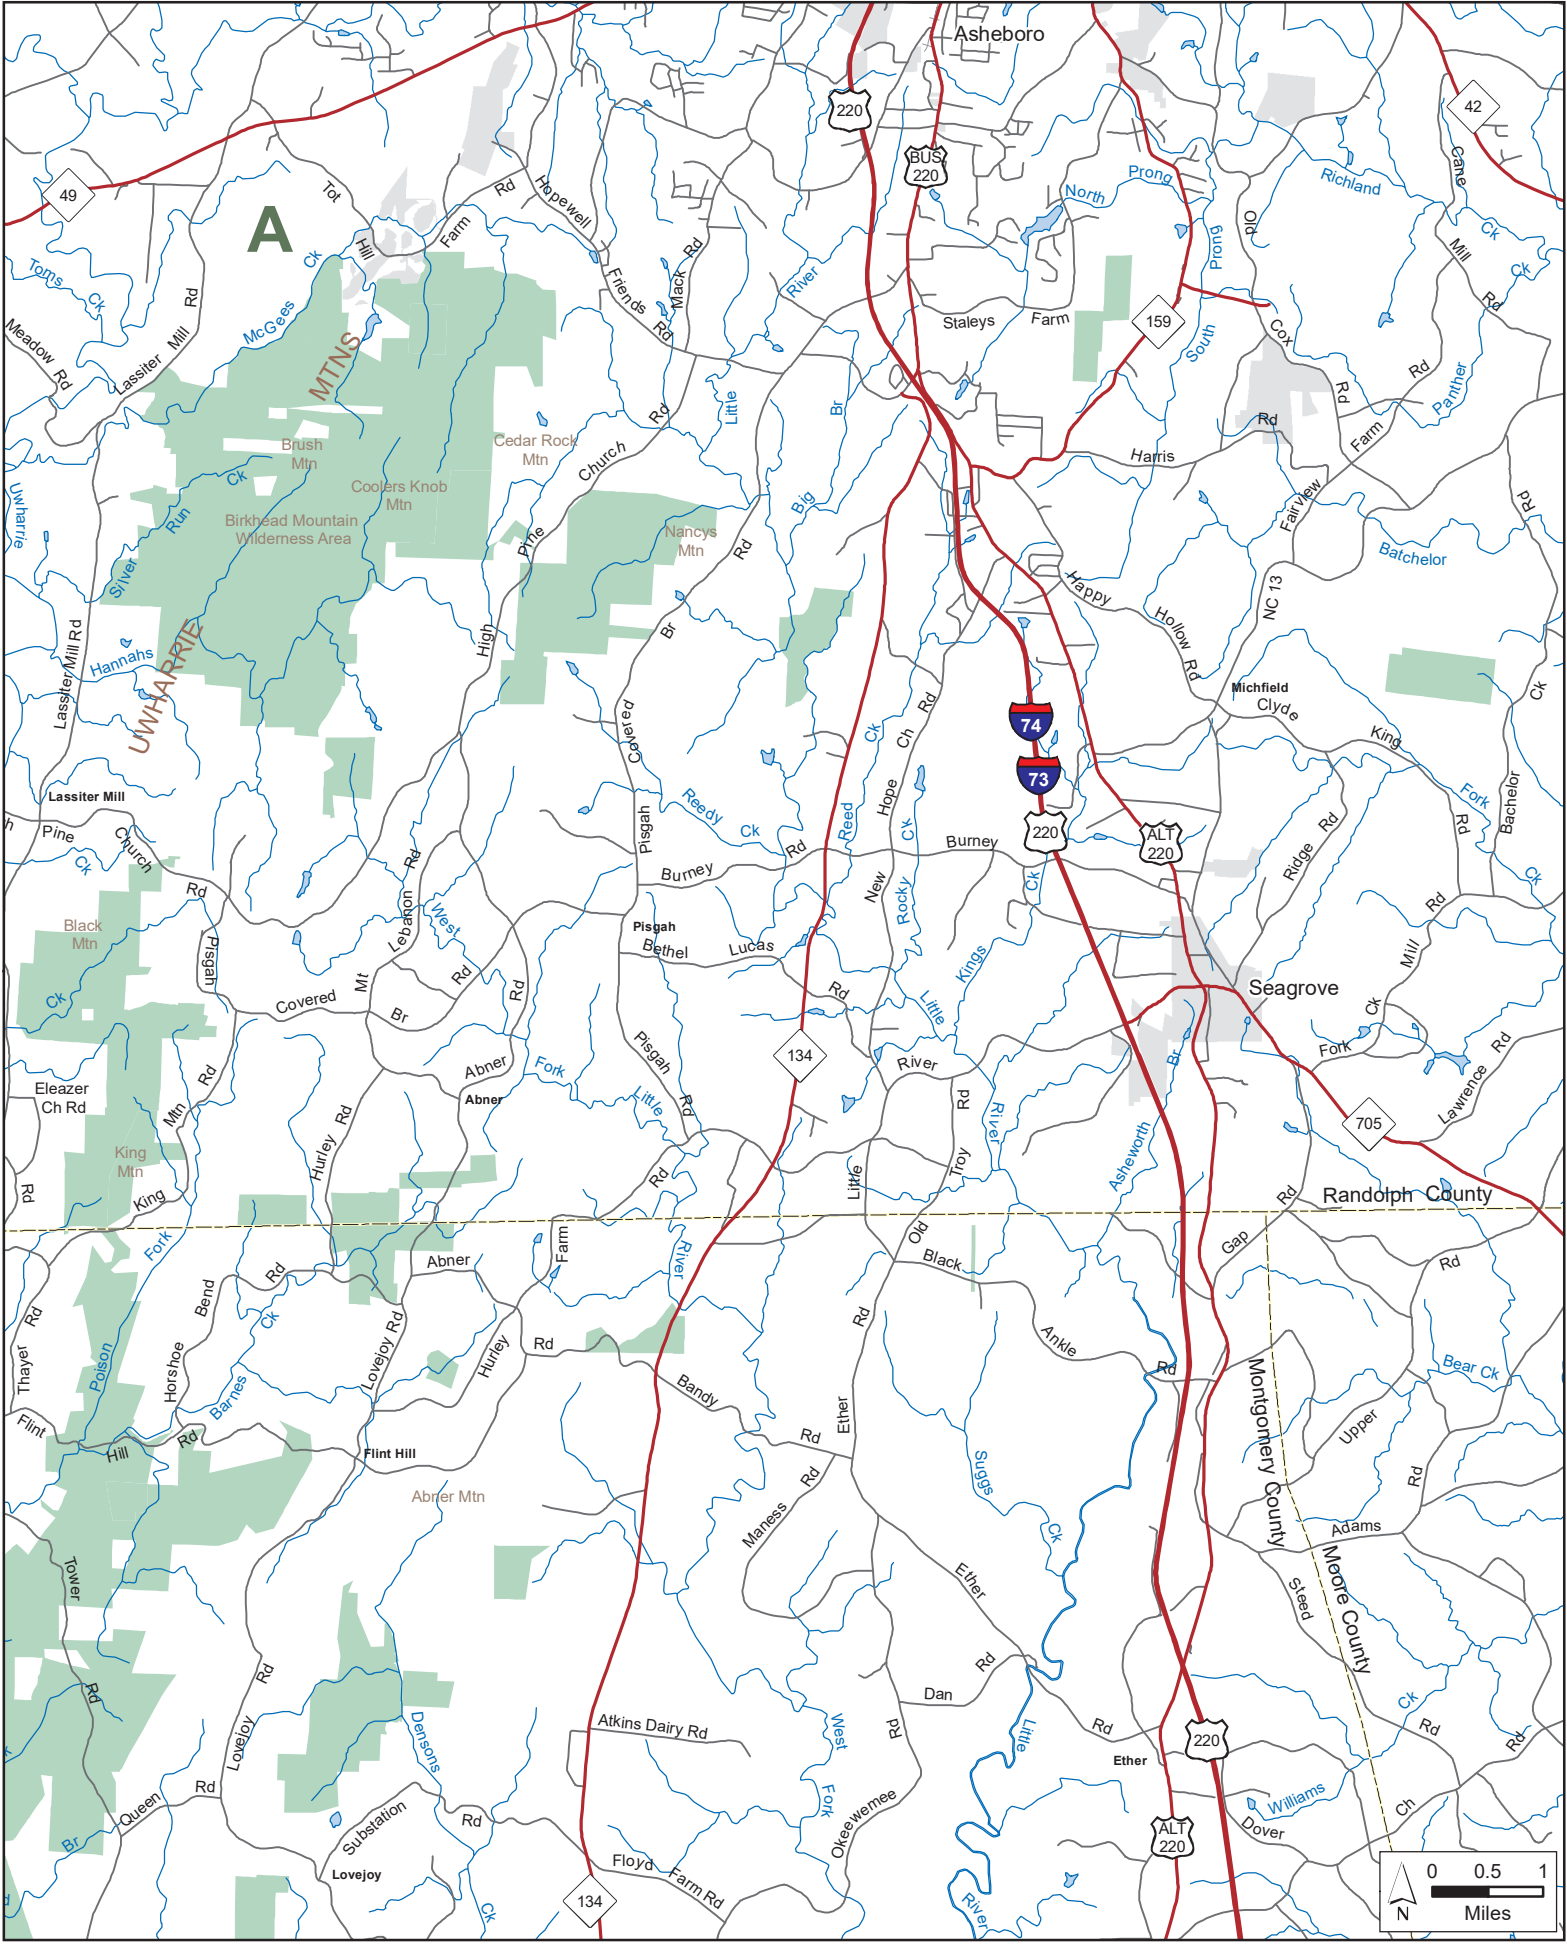 Asheboro
220
BUS
220
42
49
A
Tot
Hill
Farm
Rd
Hopewell
Friends
Rd
Mack Rd
River
North
Prong
Prong
South
Old
Cox
Rd
Richland
Ck
Cane
Mill
Rd
Ck
Panther
Toms
Ck
Meadow
Rd
Lassiter
Mill
Rd
McGees
Ck
MTNS
UWHARRIE
Staleys
Farm
159
Little
Br
Big
Brush
Mtn
Coolers Knob
Mtn
Cedar Rock
Mtn
Birkhead Mountain
Wilderness Area
Nancys
Mtn
Pine
Church
Rd
High
Uwharrie
Silver
Run
Ck
Hannahs
Lassiter Mill Rd
Harris
Rd
Fairview
Farm
Rd
Rd
Batchelor
Happy
Hollow
Rd
NC 13
Michfield
Clyde
King
Rd
Fork
Ck
Bachelor
Ck
74
73
220
ALT
220
Covered
Br
Rd
Pisgah
Reedy
Ck
Reed
Ck
New
Hope
Ch
Rd
Rocky
Ck
Burney
Rd
Burney
Ck
Kings
Ridge
Rd
Lassiter Mill
h
Pine
Church
Rd
Ck
Black
Mtn
Ck
Pisgah
Covered
Br
Rd
Rd
Mt
Lebanon
Rd
West
Pisgah
Bethel
Lucas
Rd
Little
Seagrove
Mill
Rd
Ck
Fork
Lawrence
Rd
705
134
River
Rd
River
Troy
Old
Asheworth
Br
Eleazer
Ch Rd
Rd
King
Mtn
King
Mtn
Rd
Hurley
Rd
Abner
Abner
Fork
Little
Pisgah
Rd
Rd
Little
Randolph County
Farm
River
Black
Ankle
Rd
Gap
Rd
Rd
Thayer
Rd
Fork
Poison
Horshoe
Bend
Rd
Ck
Barnes
Abner
Hurley
Rd
Lovejoy Rd
Bandy
Rd
Ether
Rd
Bear Ck
Upper
Rd
Montgomery County
Moore County
Flint
Hill
Rd
Flint Hill
Abner Mtn
Maness
Rd
Suggs
Ck
Adams
Steed
Ether
Tower
Rd
Lovejoy
Rd
Densons
Ck
Dan
Rd
Rd
Okeewemee
Atkins Dairy Rd
West
Fork
Little
River
Rd
Ether
220
ALT
220
Williams
Ck
Rd
Dover
Ch
Rd
Queen
Rd
Br
Substation
Rd
Lovejoy
Floyd
Farm Rd
134
N
0 0.5 1
Miles